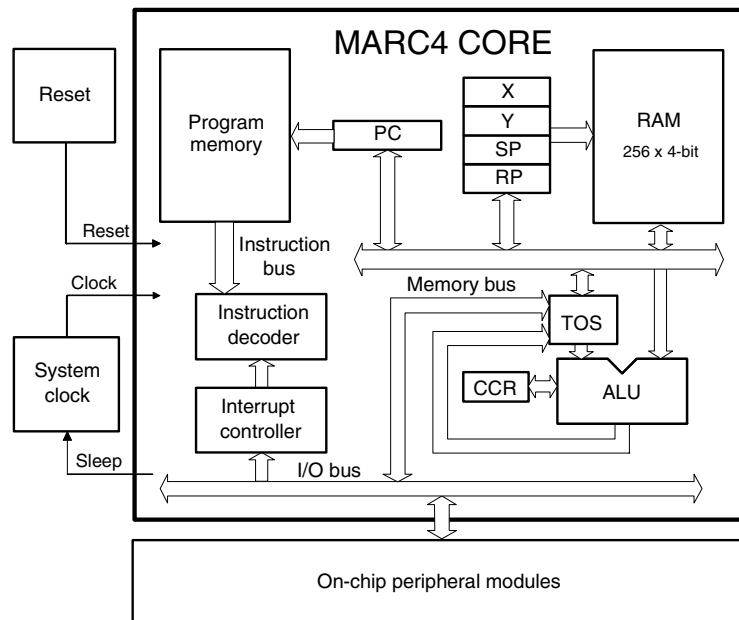 MARC4 CORE
Reset
Program
memory
PC
X
Y
SP
RP
RAM
256 x 4-bit
Reset
Instruction
bus
Clock
Memory bus
Instruction
decoder
TOS
System
clock
CCR
ALU
Interrupt
controller
Sleep
I/O bus
On-chip peripheral modules